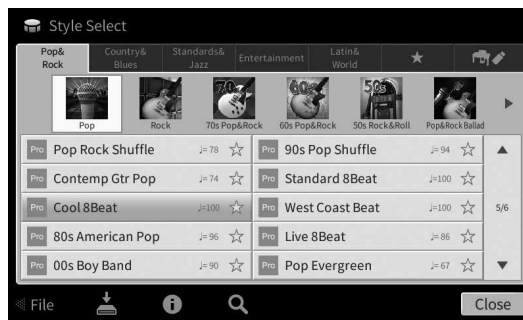 Style Select
Pop& Rock
Country& Blues
Standards& Jazz
Entertainment
Latin& World
Pop
Rock
70s Pop&Rock
60s Pop&Rock
50s Rock&Roll
Pop&Rock Ballad
Pro Pop Rock Shuffle ♩= 78
Pro 90s Pop Shuffle ♩= 94
Pro Contemp Gtr Pop ♩= 74
Pro Standard 8Beat ♩=100
Pro Cool 8Beat ♩=100
Pro West Coast Beat ♩=100
5/6
Pro 80s American Pop ♩= 96
Pro Live 8Beat ♩= 86
Pro 00s Boy Band ♩= 90
Pro Pop Evergreen ♩= 67
File
Close